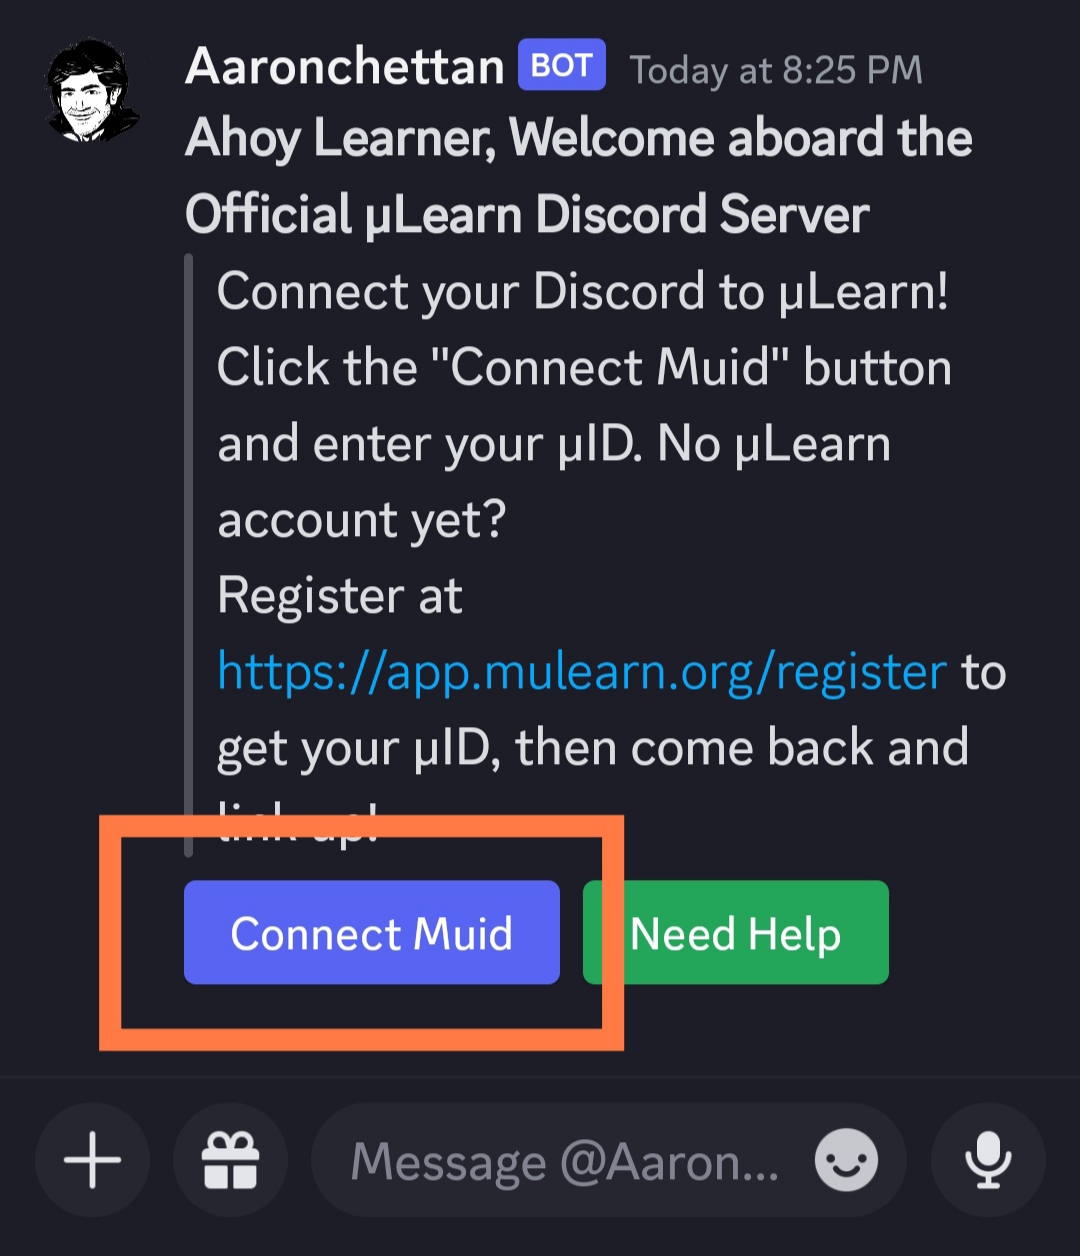 Aaronchettan BOT Today at 8:25 PM
Ahoy Learner, Welcome aboard the
Official µLearn Discord Server
Connect your Discord to µLearn!
Click the "Connect Muid" button
and enter your µID. No µLearn
account yet?
Register at
https://app.mulearn.org/register to
get your µID, then come back and
link up!
Connect Muid Need Help
Message @Aaron...